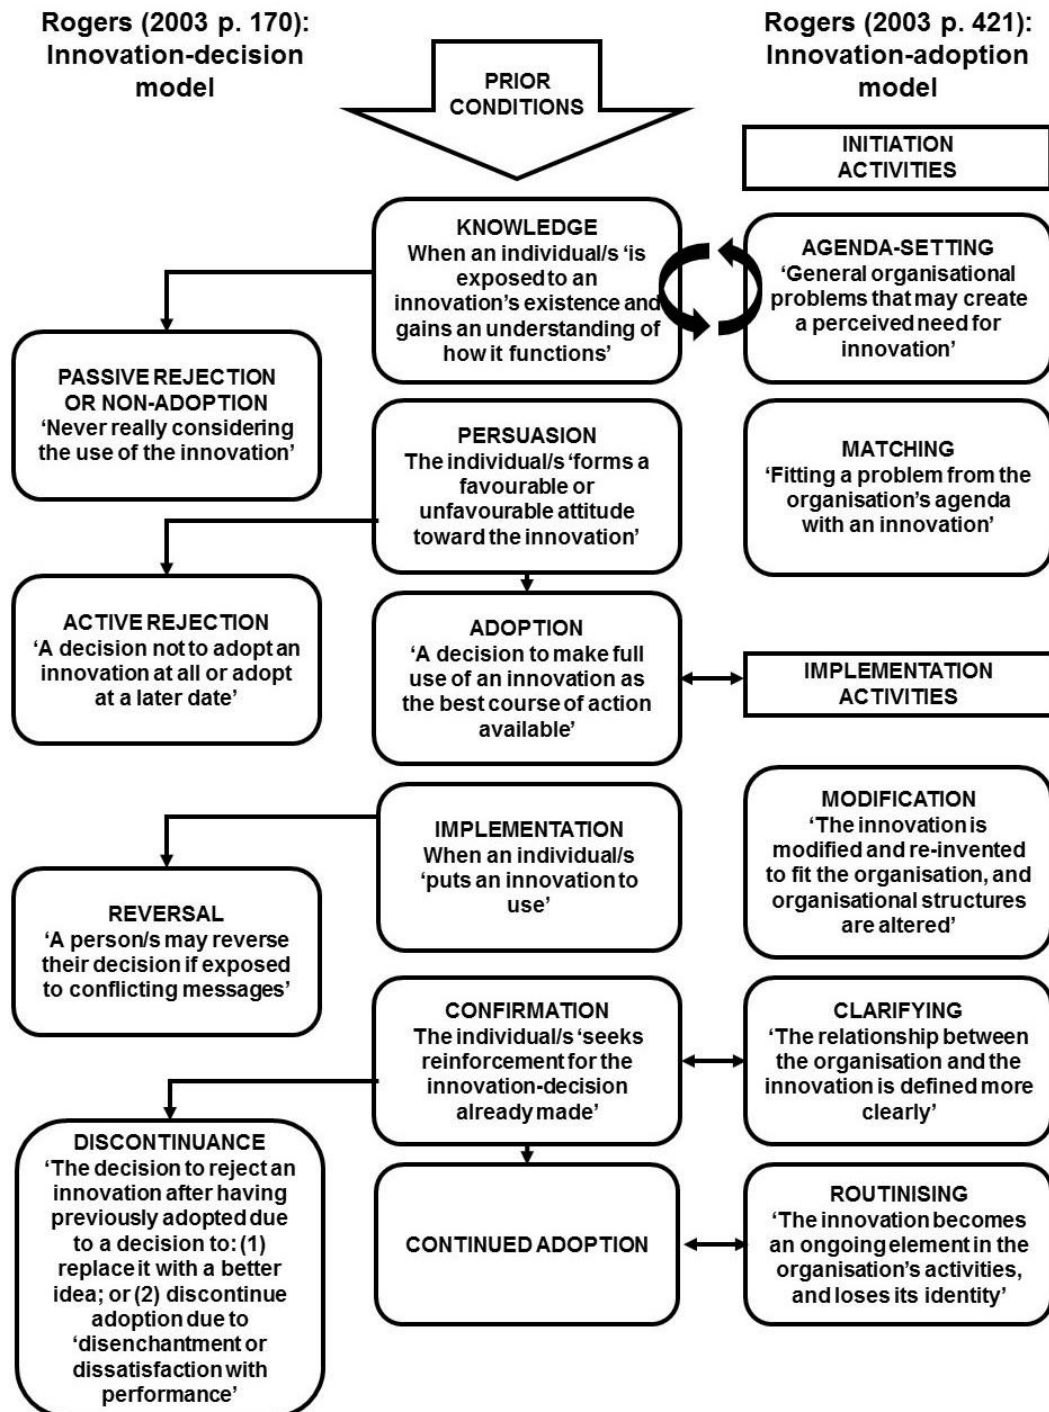 Rogers (2003 p. 170):
Innovation-decision
model
PRIOR
CONDITIONS
Rogers (2003 p. 421):
Innovation-adoption
model
INITIATION
ACTIVITIES
KNOWLEDGE
When an individual/s ‘is
exposed to an
innovation’s existence and
gains an understanding of
how it functions’
AGENDA-SETTING
‘General organisational
problems that may create
a perceived need for
innovation’
PASSIVE REJECTION
OR NON-ADOPTION
‘Never really considering
the use of the innovation’
PERSUASION
The individual/s ‘forms a
favourable or
unfavourable attitude
toward the innovation’
MATCHING
‘Fitting a problem from the
organisation’s agenda
with an innovation’
ACTIVE REJECTION
‘A decision not to adopt an
innovation at all or adopt
at a later date’
ADOPTION
‘A decision to make full
use of an innovation as
the best course of action
available’
IMPLEMENTATION
ACTIVITIES
IMPLEMENTATION
When an individual/s
‘puts an innovation to
use’
MODIFICATION
‘The innovation is
modified and re-invented
to fit the organisation, and
organisational structures
are altered’
REVERSAL
‘A person/s may reverse
their decision if exposed
to conflicting messages’
CONFIRMATION
The individual/s ‘seeks
reinforcement for the
innovation-decision
already made’
CLARIFYING
‘The relationship between
the organisation and the
innovation is defined more
clearly’
DISCONTINUANCE
‘The decision to reject an
innovation after having
previously adopted due
to a decision to: (1)
replace it with a better
idea; or (2) discontinue
adoption due to
‘disenchantment or
dissatisfaction with
performance’
CONTINUED ADOPTION
ROUTINISING
‘The innovation becomes
an ongoing element in the
organisation’s activities,
and loses its identity’